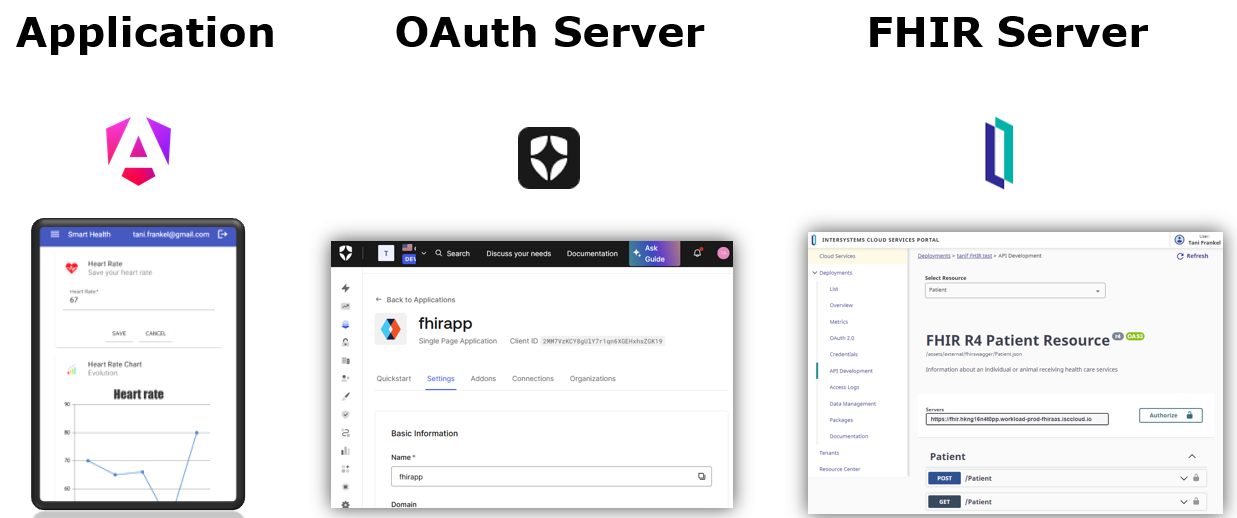 Application
OAuth Server
FHIR Server
Smart Health
tani.frankel@gmail.com
Heart Rate
Save your heart rate
Heart Rate*
67
SAVE
CANCEL
Heart Rate Chart
Evolution
Heart rate
90
80
70
60
T
DEV
Search
Discuss your needs
Documentation
Ask
Guide
← Back to Applications
fhirapp
Single Page Application
Client ID
Quickstart
Settings
Addons
Connections
Organizations
Basic Information
Name *
fhirapp
Domain
INTERSYSTEMS CLOUD SERVICES PORTAL
User:
Tani Frankel
Cloud Services
Deployments > tanif FHIR test > API Development
Refresh
Deployments
List
Overview
Metrics
OAuth 2.0
Credentials
API Development
Access Logs
Data Management
Packages
Documentation
Tenants
Resource Center
Select Resource
Patient
FHIR R4 Patient Resource
r4
OAS3
/assets/external/fhirswagger/Patient.json
Information about an individual or animal receiving health care services
Servers
https://fhir.hkng16n4t0pp.workload-prod-fhiraas.isccloud.io
Authorize
Patient
POST /Patient
GET /Patient